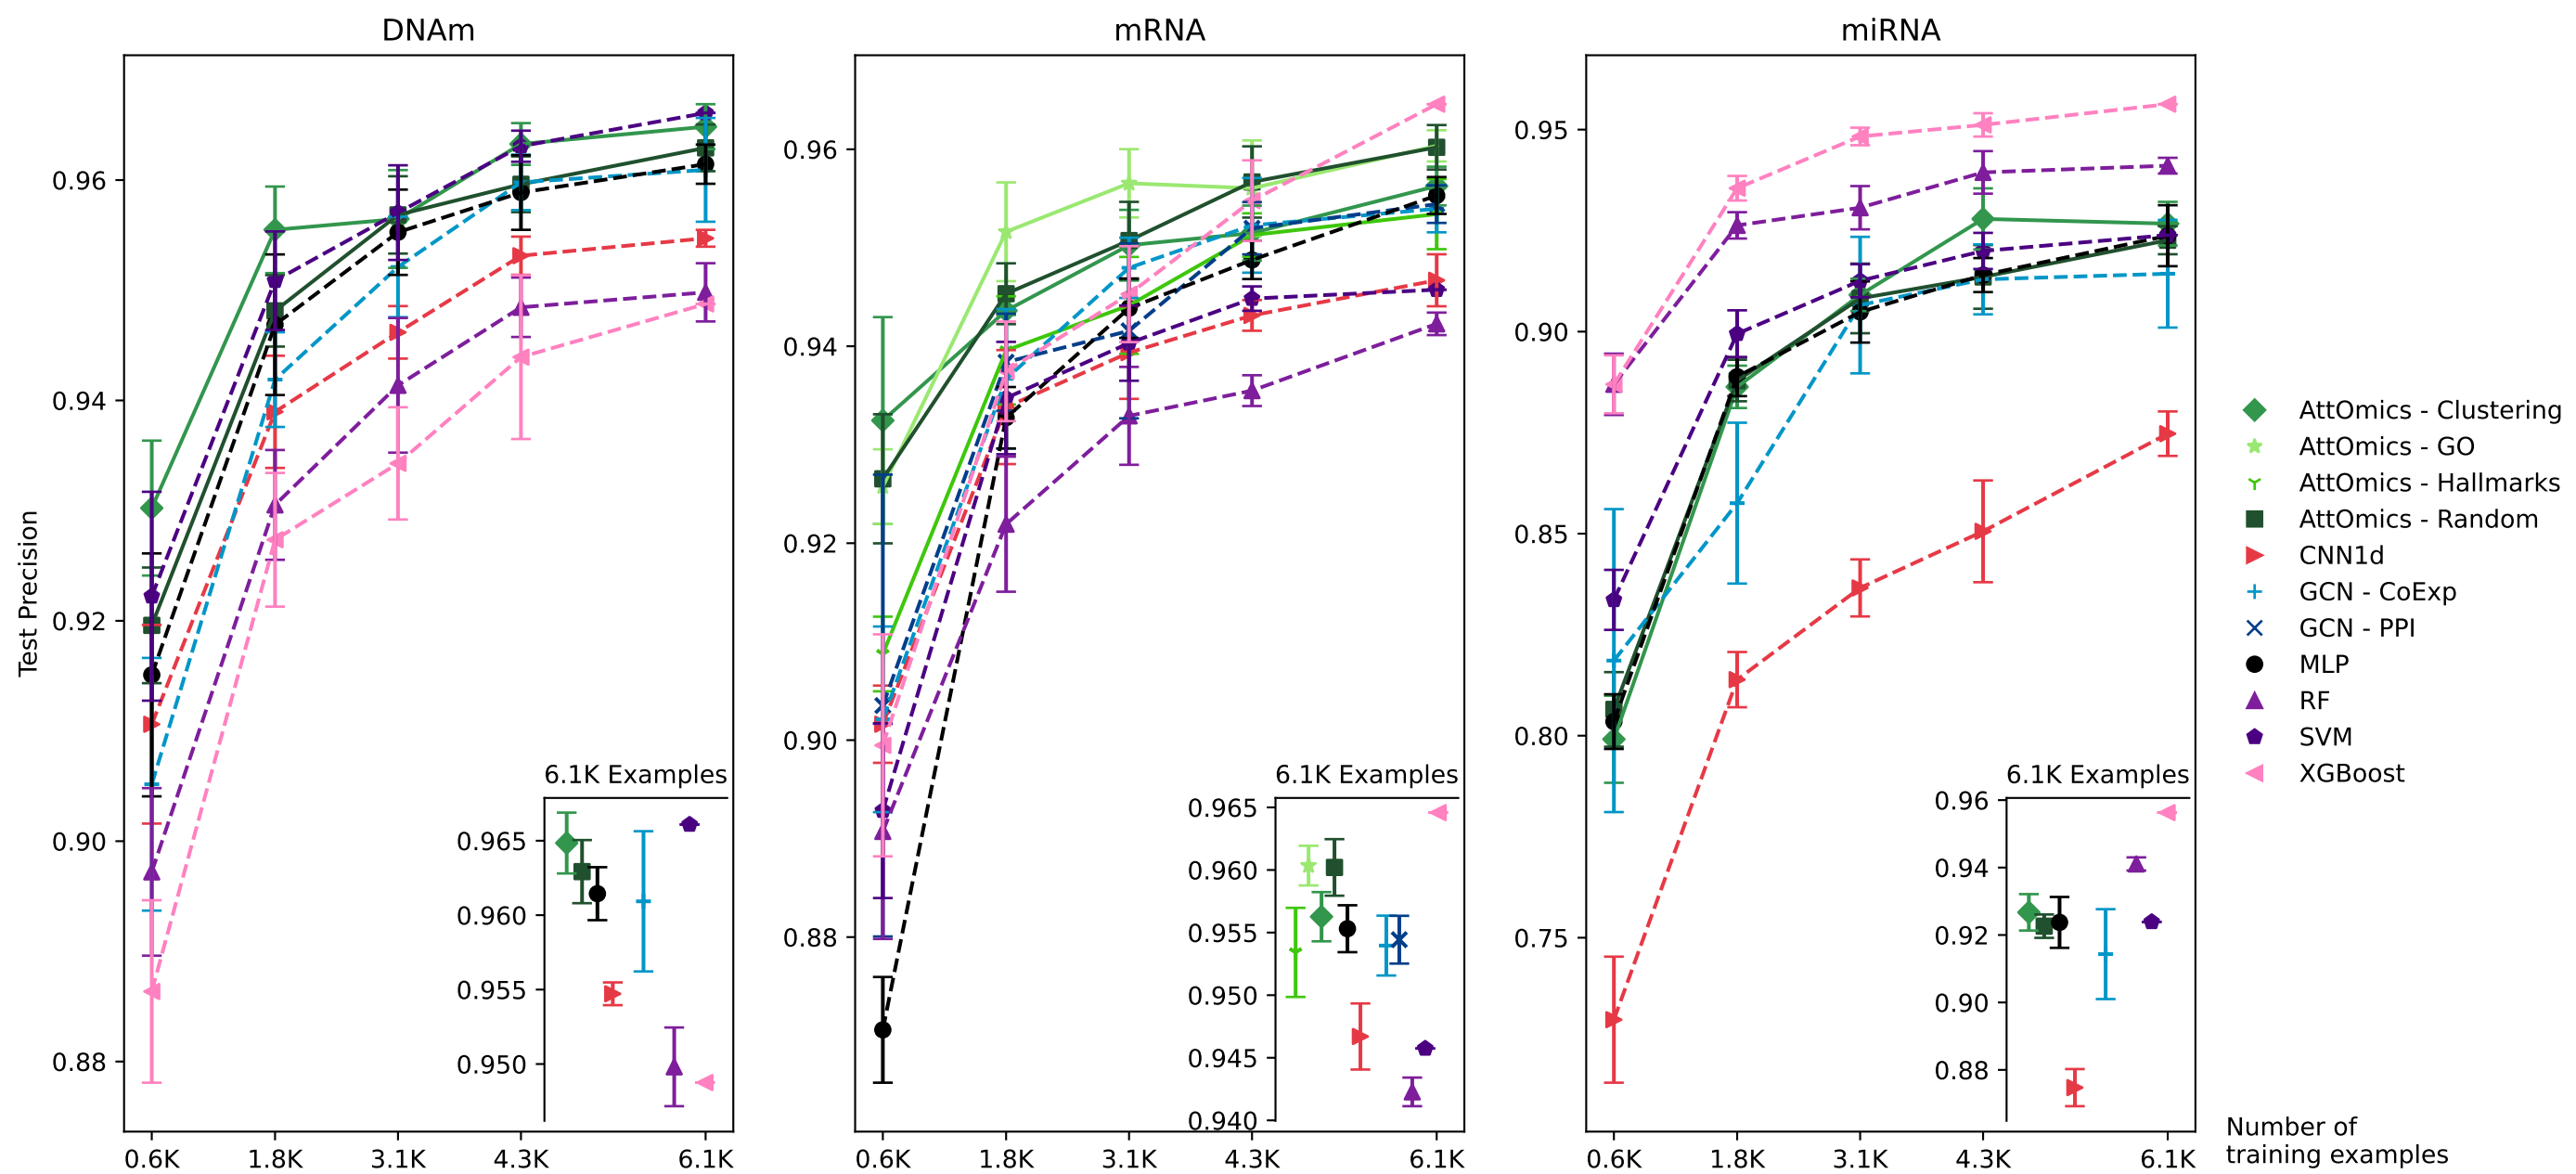 DNAm
mRNA
miRNA
Test Precision
0.96
0.94
0.92
0.90
0.88
6.1K Examples
0.965
0.960
0.955
0.950
0.6K
1.8K
3.1K
4.3K
6.1K
0.96
0.94
0.92
0.90
0.88
6.1K Examples
0.965
0.960
0.955
0.950
0.945
0.940
0.6K
1.8K
3.1K
4.3K
6.1K
0.95
0.90
0.85
0.80
0.75
6.1K Examples
0.96
0.94
0.92
0.90
0.88
0.6K
1.8K
3.1K
4.3K
6.1K
AttOmics - Clustering
AttOmics - GO
AttOmics - Hallmarks
AttOmics - Random
CNN1d
GCN - CoExp
GCN - PPI
MLP
RF
SVM
XGBoost
Number of
training examples